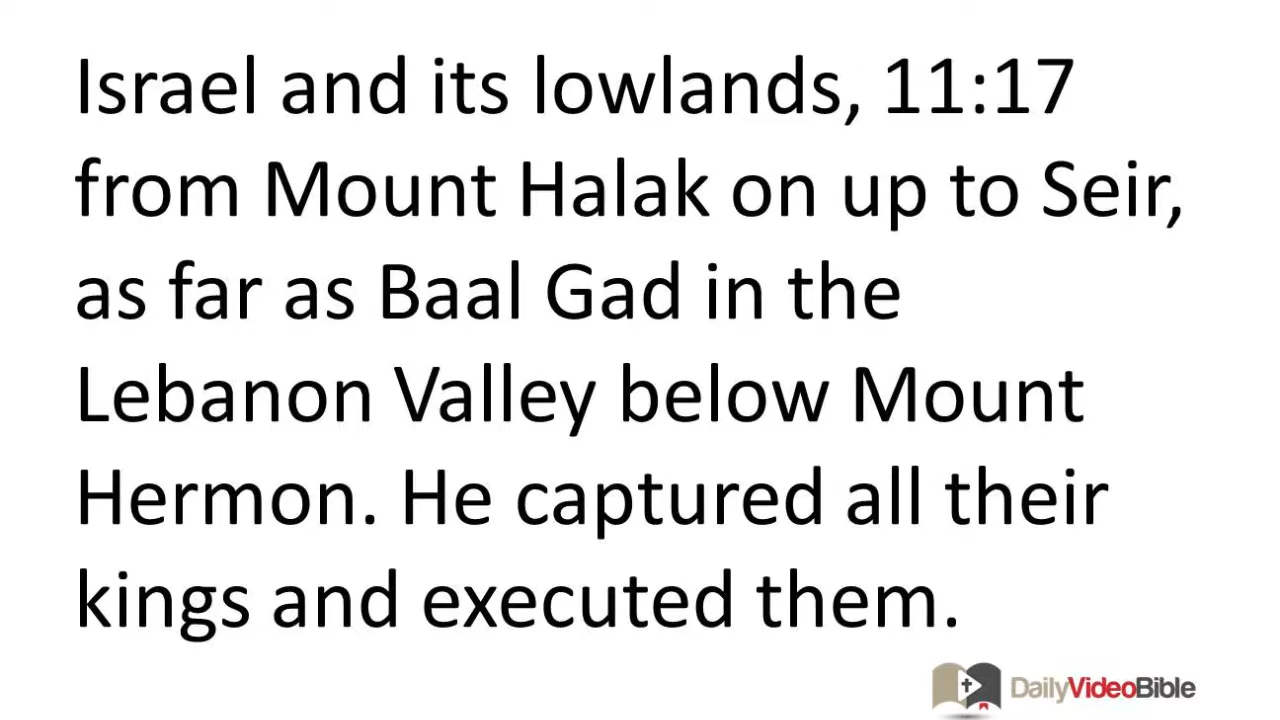 Israel and its lowlands, 11:17
from Mount Halak on up to Seir,
as far as Baal Gad in the
Lebanon Valley below Mount
Hermon. He captured all their
kings and executed them.
DailyVideoBible